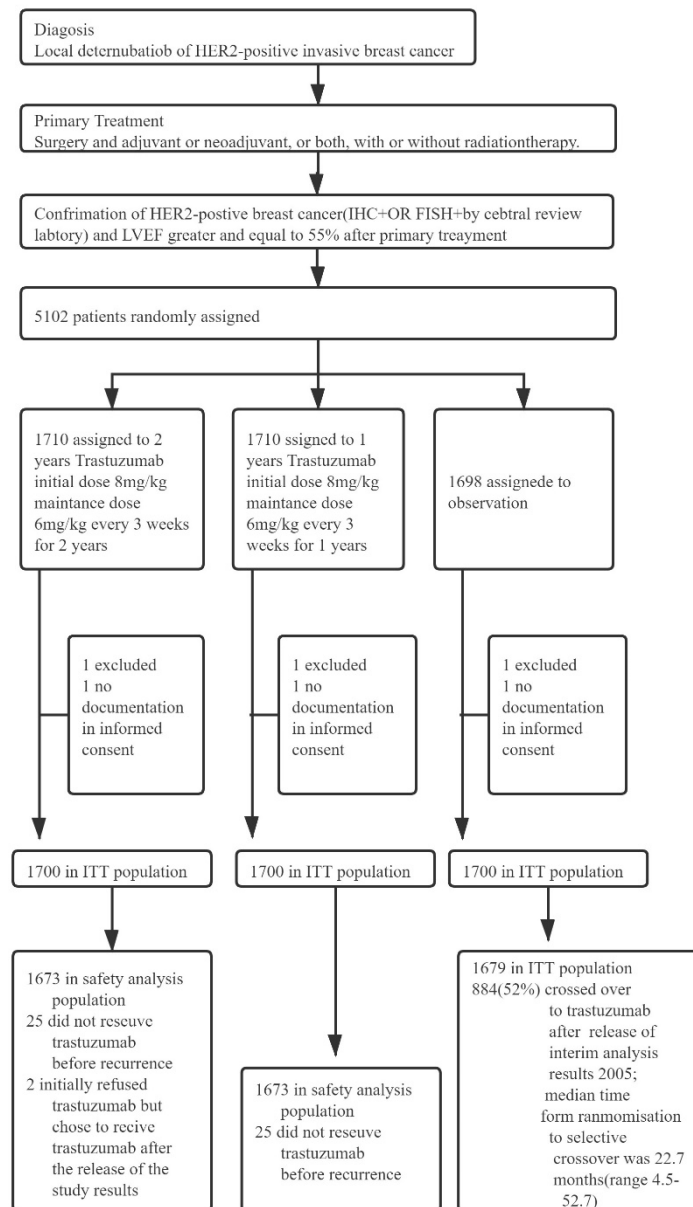 Diagosis
Local deternubatiob of HER2-positive invasive breast cancer
Primary Treatment
Surgery and adjuvant or neoadjuvant, or both, with or without radiationtherapy.
Confrimation of HER2-postive breast cancer(IHC+OR FISH+by cebtral review
labtory) and LVEF greater and equal to 55% after primary treayment
5102 patients randomly assigned
1710 assigned to 2
years Trastuzumab
initial dose 8mg/kg
maintance dose
6mg/kg every 3 weeks
for 2 years
1710 ssigned to 1
years Trastuzumab
initial dose 8mg/kg
maintance dose
6mg/kg every 3
weeks for 1 years
1698 assignede to
observation
1 excluded
1 no
documentation
in informed
consent
1 excluded
1 no
documentation
in informed
consent
1 excluded
1 no
documentation
in informed
consent
1700 in ITT population
1700 in ITT population
1700 in ITT population
1673 in safety analysis
population
25 did not reseuve
trastuzumab
before recurrence
2 initially refused
trastuzumab but
chose to recive
trastuzumab after
the release of the
study results
1673 in safety analysis
population
25 did not reseuve
trastuzumab
before recurrence
1679 in ITT population
884(52%) crossed over
to trastuzumab
after release of
interim analysis
results 2005;
median time
form ranmomisation
to selective
crossover was 22.7
months(range 4.5-
52.7)